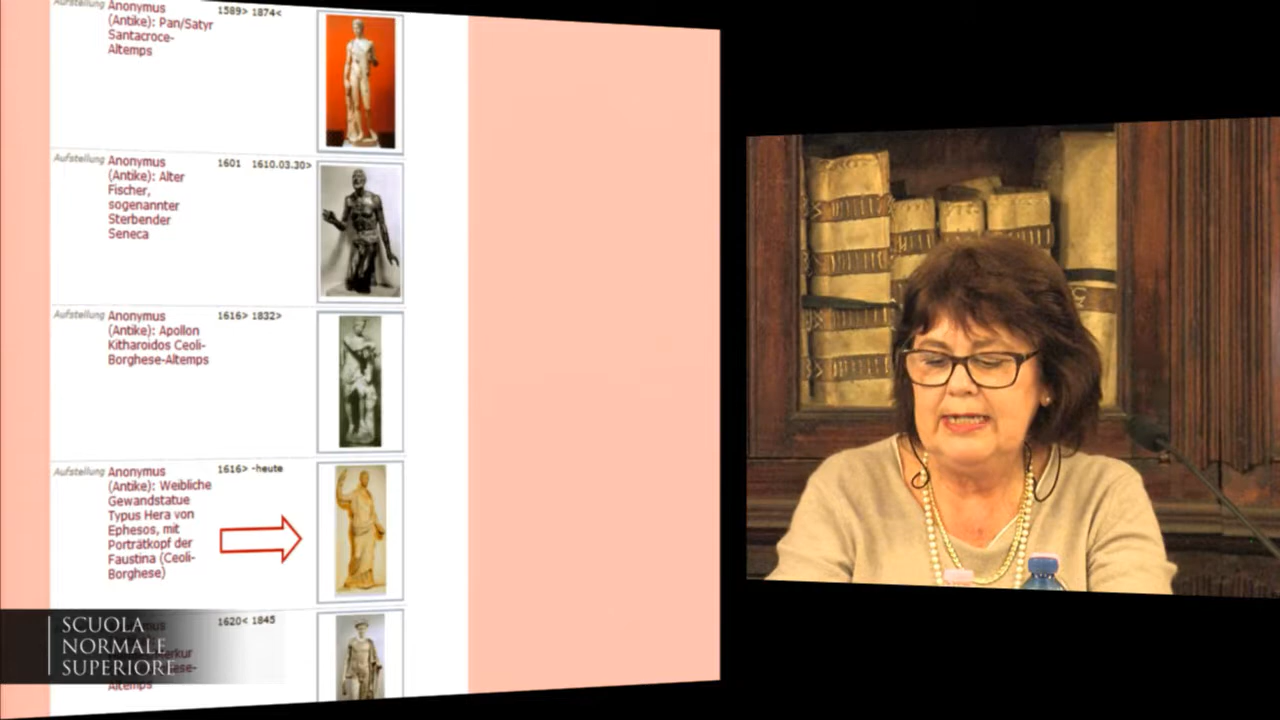 Aufstellung Anonymus 1589> 1874<
(Antike): Pan/Satyr
Santacroce-
Altemps
Aufstellung Anonymus 1601 1610.03.30>
(Antike): Alter
Fischer,
sogenannter
Sterbender
Seneca
Aufstellung Anonymus 1616> 1832>
(Antike): Apollon
Kitharoidos Ceoli-
Borghese-Altemps
Aufstellung Anonymus 1616> -heute
(Antike): Weibliche
Gewandstatue
Typus Hera von
Ephesos, mit
Porträtkopf der
Faustina (Ceoli-
Borghese)
1620< 1845
Altemps
SCUOLA
NORMALE
SUPERIORE